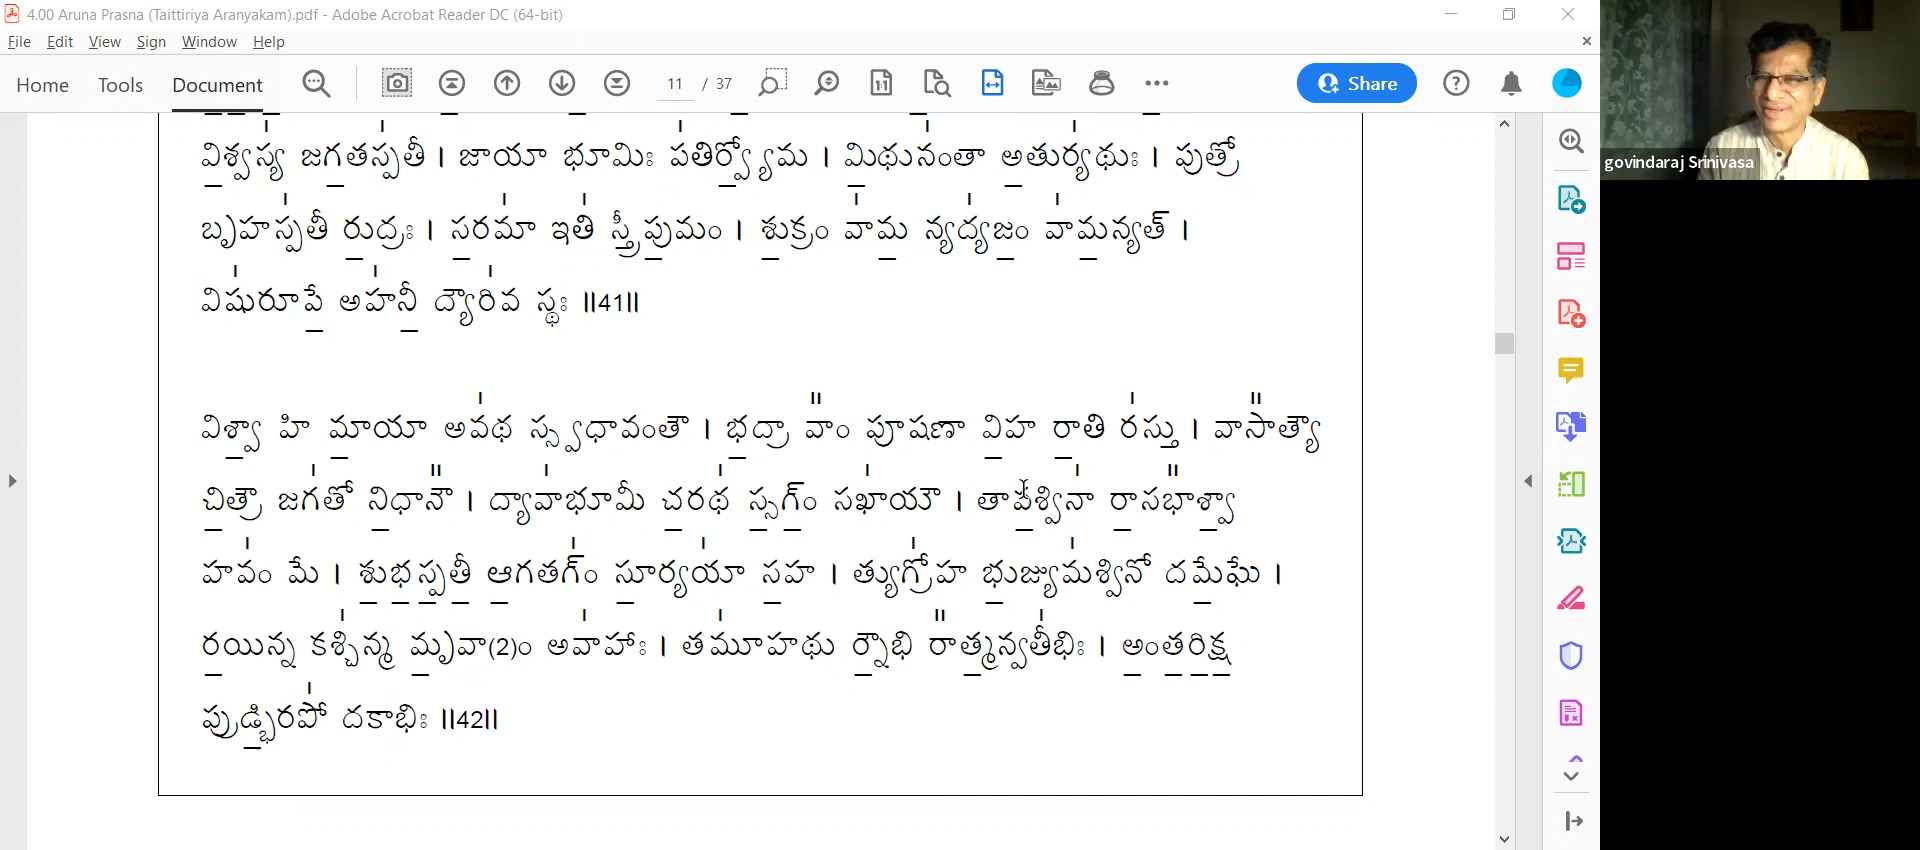 4.00 Aruna Prasna (Taittiriya Aranyakam).pdf - Adobe Acrobat Reader DC (64-bit)
File Edit View Sign Window Help
Home Tools Document 11 / 37 Share
విశ్వస్య జగతస్పతీ । జాయా భూమిః పతిర్వ్యోమ । మిథునంతా అతుర్యథుః । పుత్రో
బృహస్పతీ రుద్రః । సరమా ఇతి స్త్రీపుమం । శుక్రం వామ న్యద్యజం వామన్యత్ ।
విషురూపే అహనీ ద్యౌరివ స్థః ॥41॥
విశ్వా హి మాయా అవథ స్స్వధావంతౌ । భద్రా వాం పూషణా విహ రాతి రస్తు । వాసాత్యౌ
చిత్రౌ జగతో నిధానౌ । ద్యావాభూమీ చరథ స్సగ్ం సఖాయౌ । తావశ్వినా రాసభాశ్వా
హవం మే । శుభస్పతీ ఆగతగ్ం సూర్యయా సహ । త్యుగ్రోహ భుజ్యుమశ్వినో దమేఘే ।
రయిన్న కశ్చిన్మ మృవా(2)ం అవాహాః । తమూహథు ర్నౌభి రాత్మన్వతీభిః । అంతరిక్ష
ప్రుడ్భిరపో దకాభిః ॥42॥
govindaraj Srinivasa